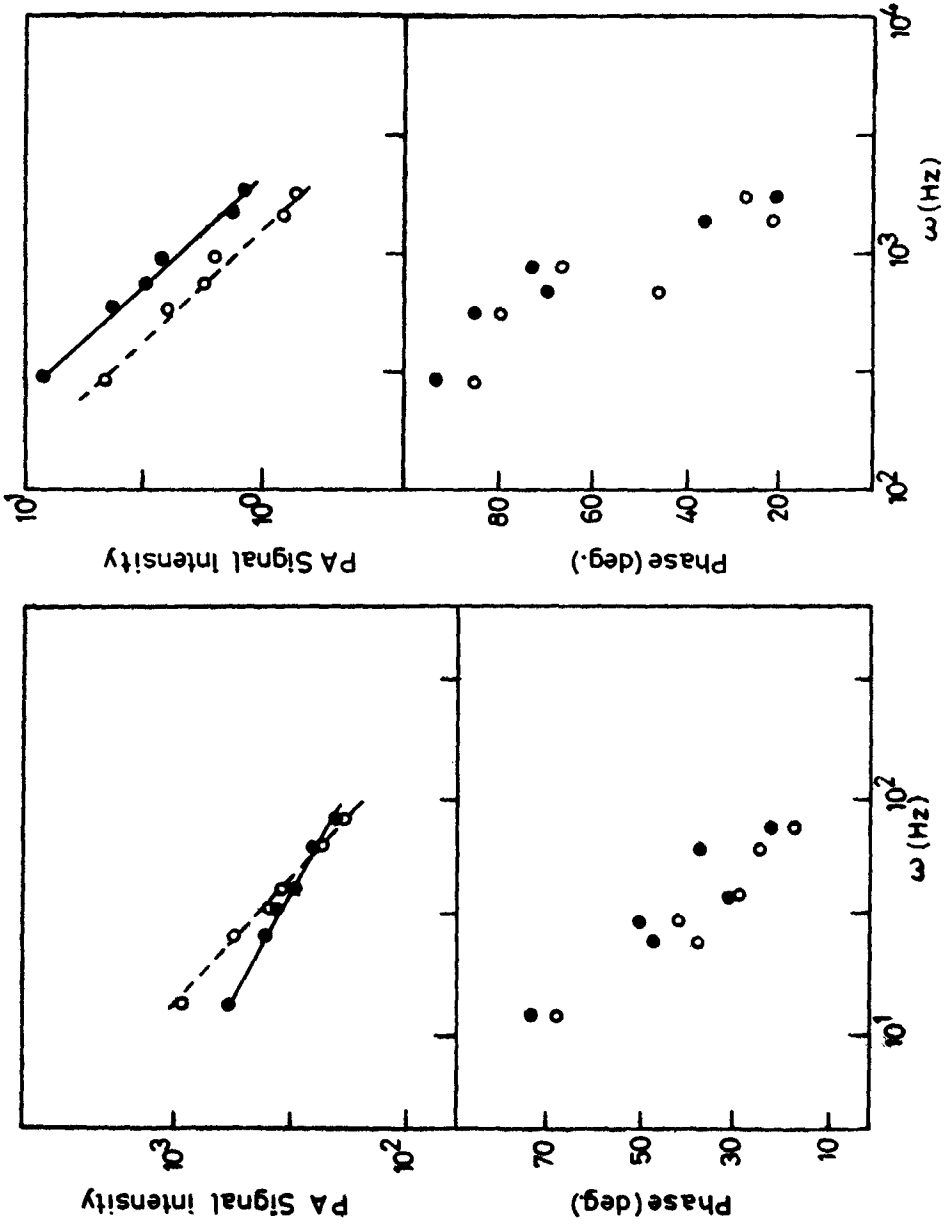 PA Signal intensity
10³
10²
Phase (deg.)
70
50
30
10
10¹
10²
ω (Hz)
PA Signal Intensity
10¹
10⁰
Phase (deg.)
80
60
40
20
10²
10³
10⁴
ω (Hz)